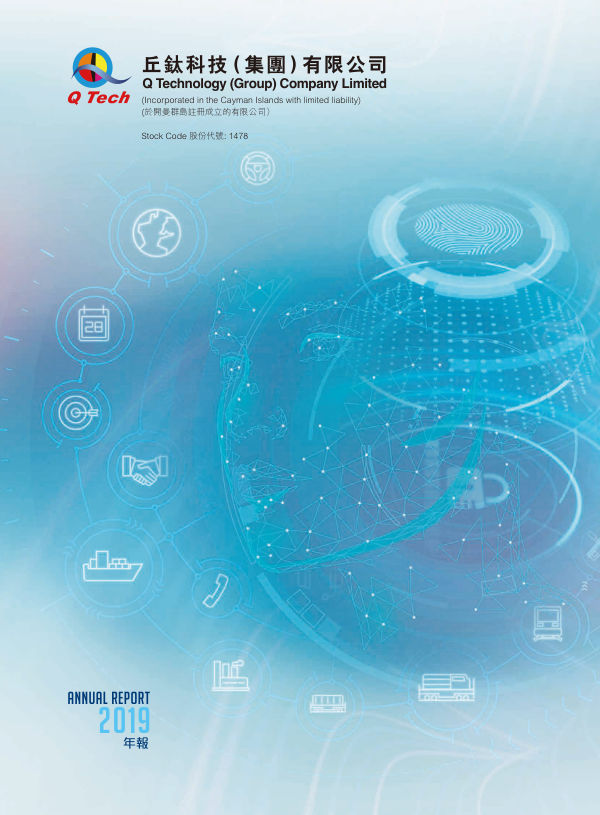 丘鈦科技(集團)有限公司
Q Technology (Group) Company Limited
Q Tech
(Incorporated in the Cayman Islands with limited liability)
(於開曼群島註冊成立的有限公司)
Stock Code 股份代號: 1478
28
ANNUAL REPORT
2019
年報